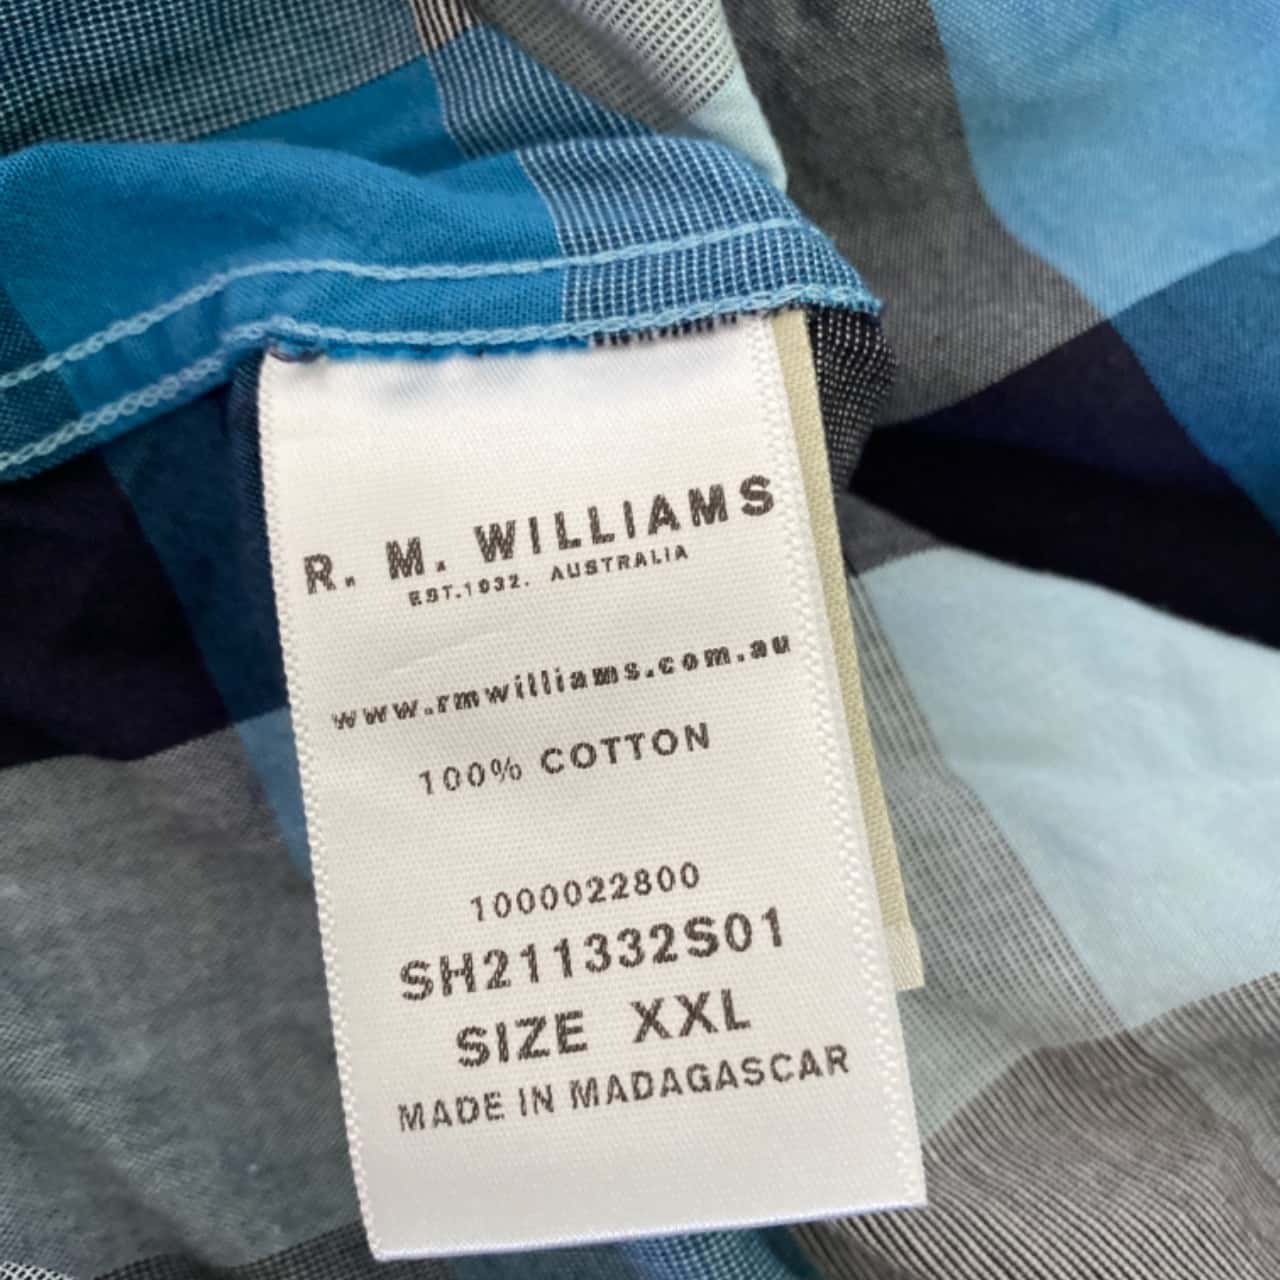 R. M. WILLIAMS
EST.1932. AUSTRALIA
www.rmwilliams.com.au
100% COTTON
1000022800
SH211332S01
SIZE XXL
MADE IN MADAGASCAR